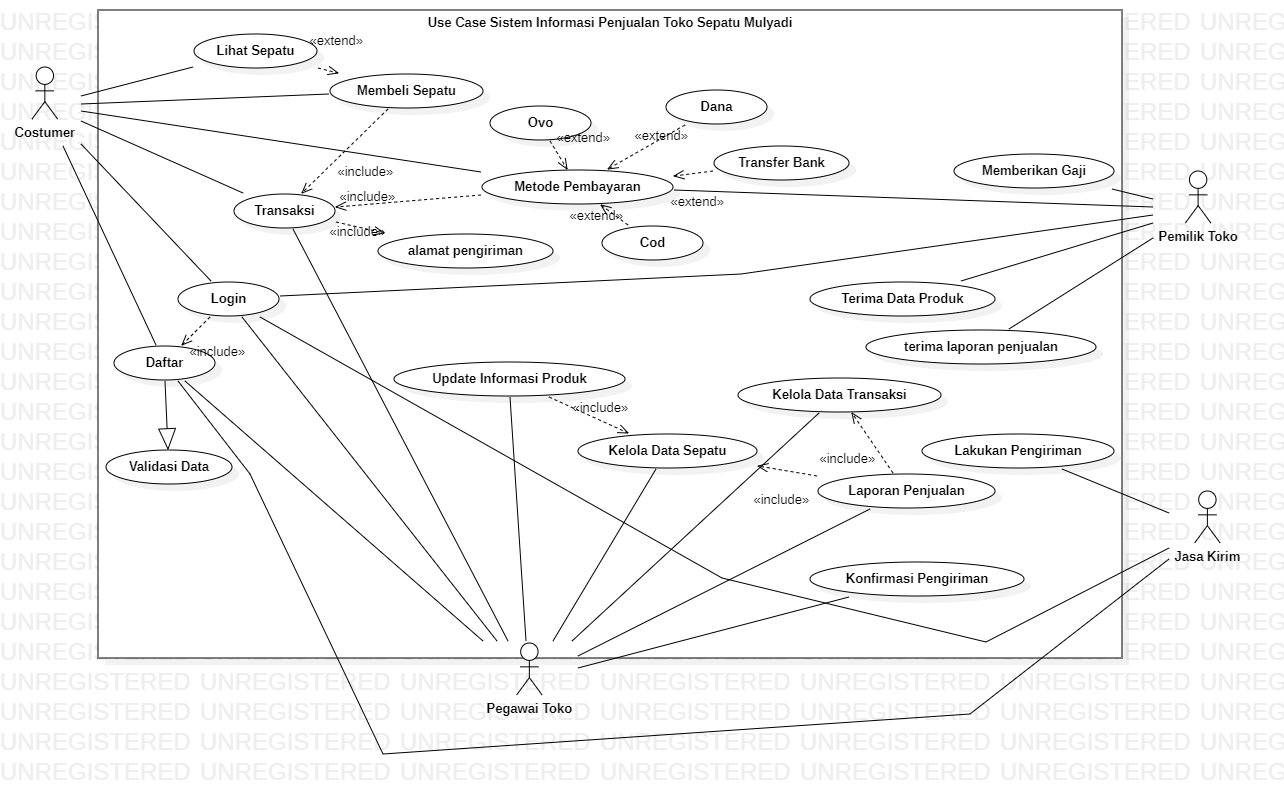 Use Case Sistem Informasi Penjualan Toko Sepatu Mulyadi
Lihat Sepatu
«extend»
Membeli Sepatu
Costumer
Ovo
Dana
«extend»
«extend»
Transfer Bank
Memberikan Gaji
«include»
Metode Pembayaran
«include»
«extend»
Transaksi
«extend»
«include»
Pemilik Toko
alamat pengiriman
Cod
Login
Terima Data Produk
«include»
Daftar
terima laporan penjualan
Update Informasi Produk
Kelola Data Transaksi
«include»
Kelola Data Sepatu
Lakukan Pengiriman
«include»
Validasi Data
Laporan Penjualan
«include»
Jasa Kirim
Konfirmasi Pengiriman
Pegawai Toko
UNREGISTERED UNREGISTERED UNREGISTERED UNREGISTERED UNREGISTERED UNREGISTERED